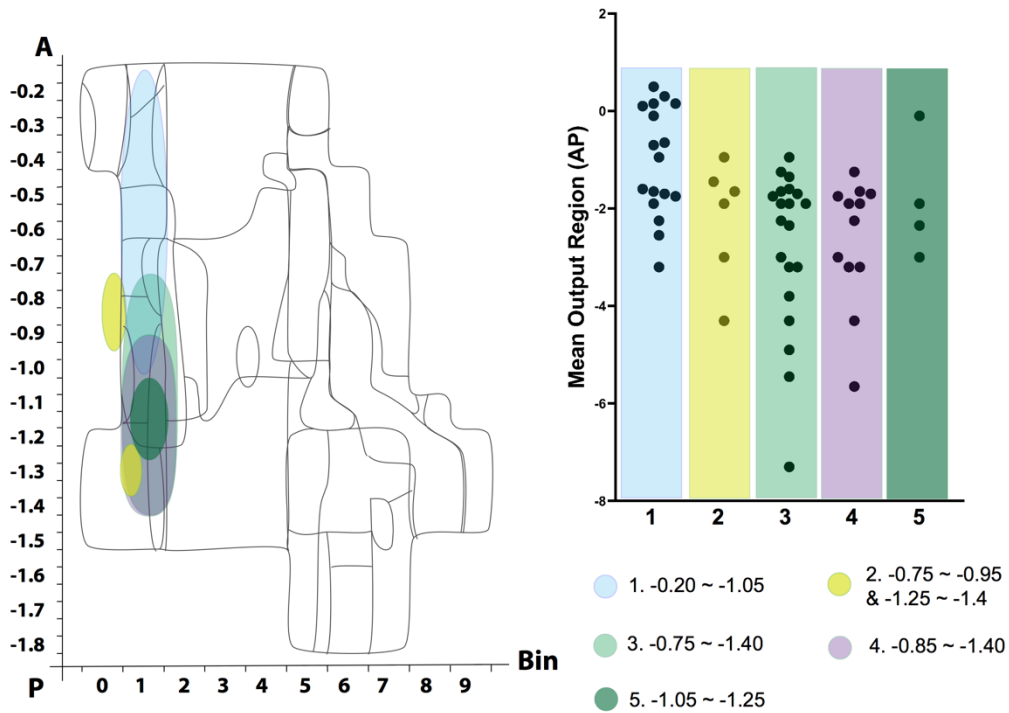 A
-0.2
-0.3
-0.4
-0.5
-0.6
-0.7
-0.8
-0.9
-1.0
-1.1
-1.2
-1.3
-1.4
-1.5
-1.6
-1.7
-1.8
P
0 1 2 3 4 5 6 7 8 9
Bin
Mean Output Region (AP)
2
0
-2
-4
-6
-8
1 2 3 4 5
1. -0.20 ~ -1.05
2. -0.75 ~ -0.95
& -1.25 ~ -1.4
3. -0.75 ~ -1.40
4. -0.85 ~ -1.40
5. -1.05 ~ -1.25